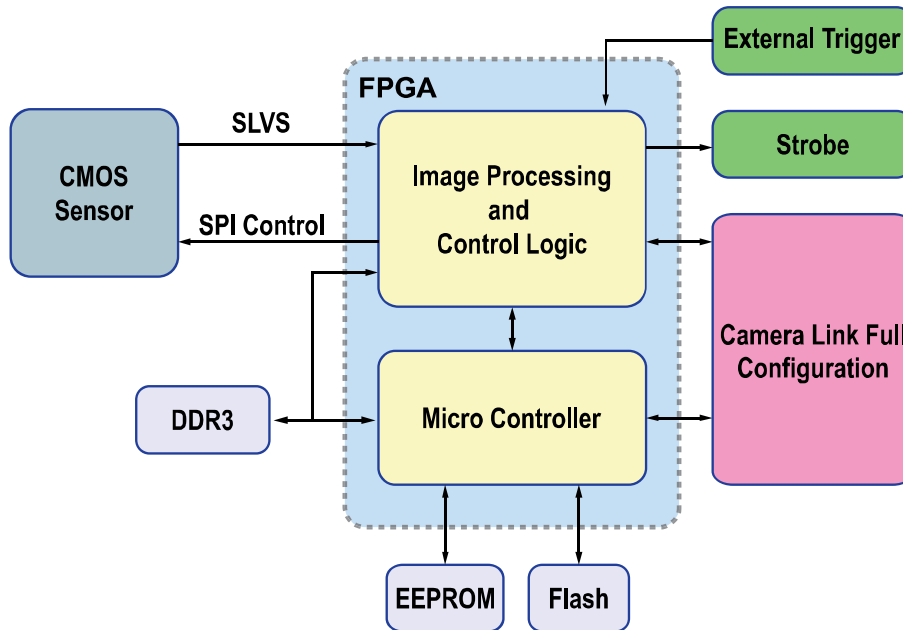 External Trigger
FPGA
SLVS
CMOS
Sensor
Image Processing
and
Control Logic
Strobe
SPI Control
Camera Link Full
Configuration
DDR3
Micro Controller
EEPROM
Flash